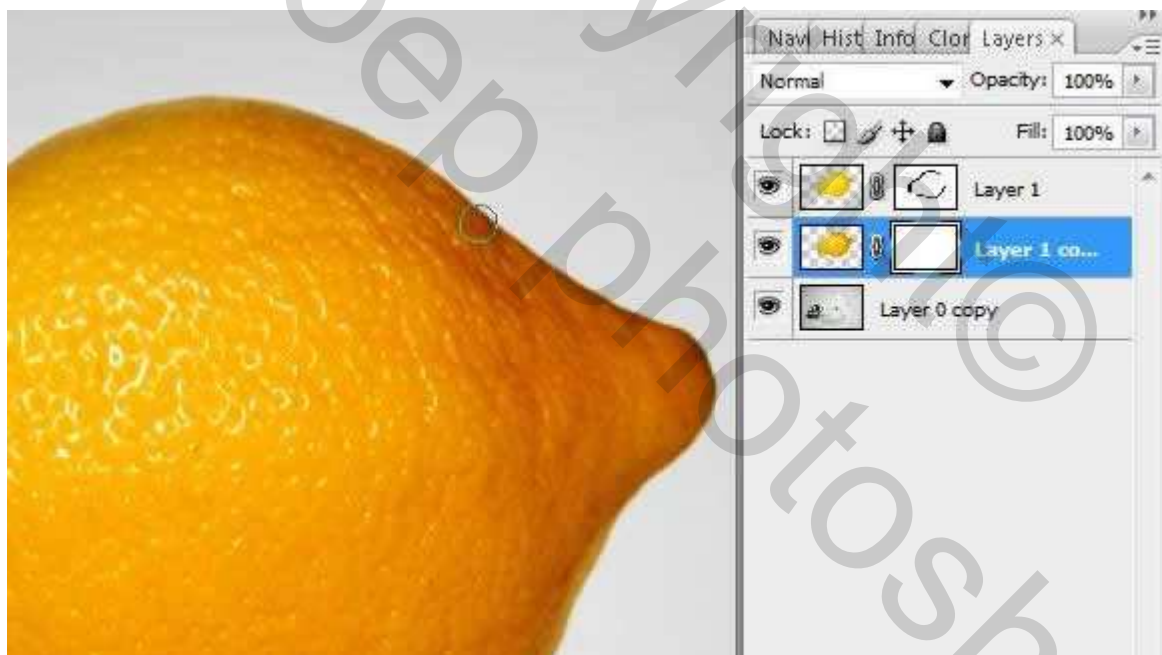 Navi Hist Info Clor Layers ×
Normal Opacity: 100%
Lock: Fill: 100%
Layer 1
Layer 1 co...
Layer 0 copy
©